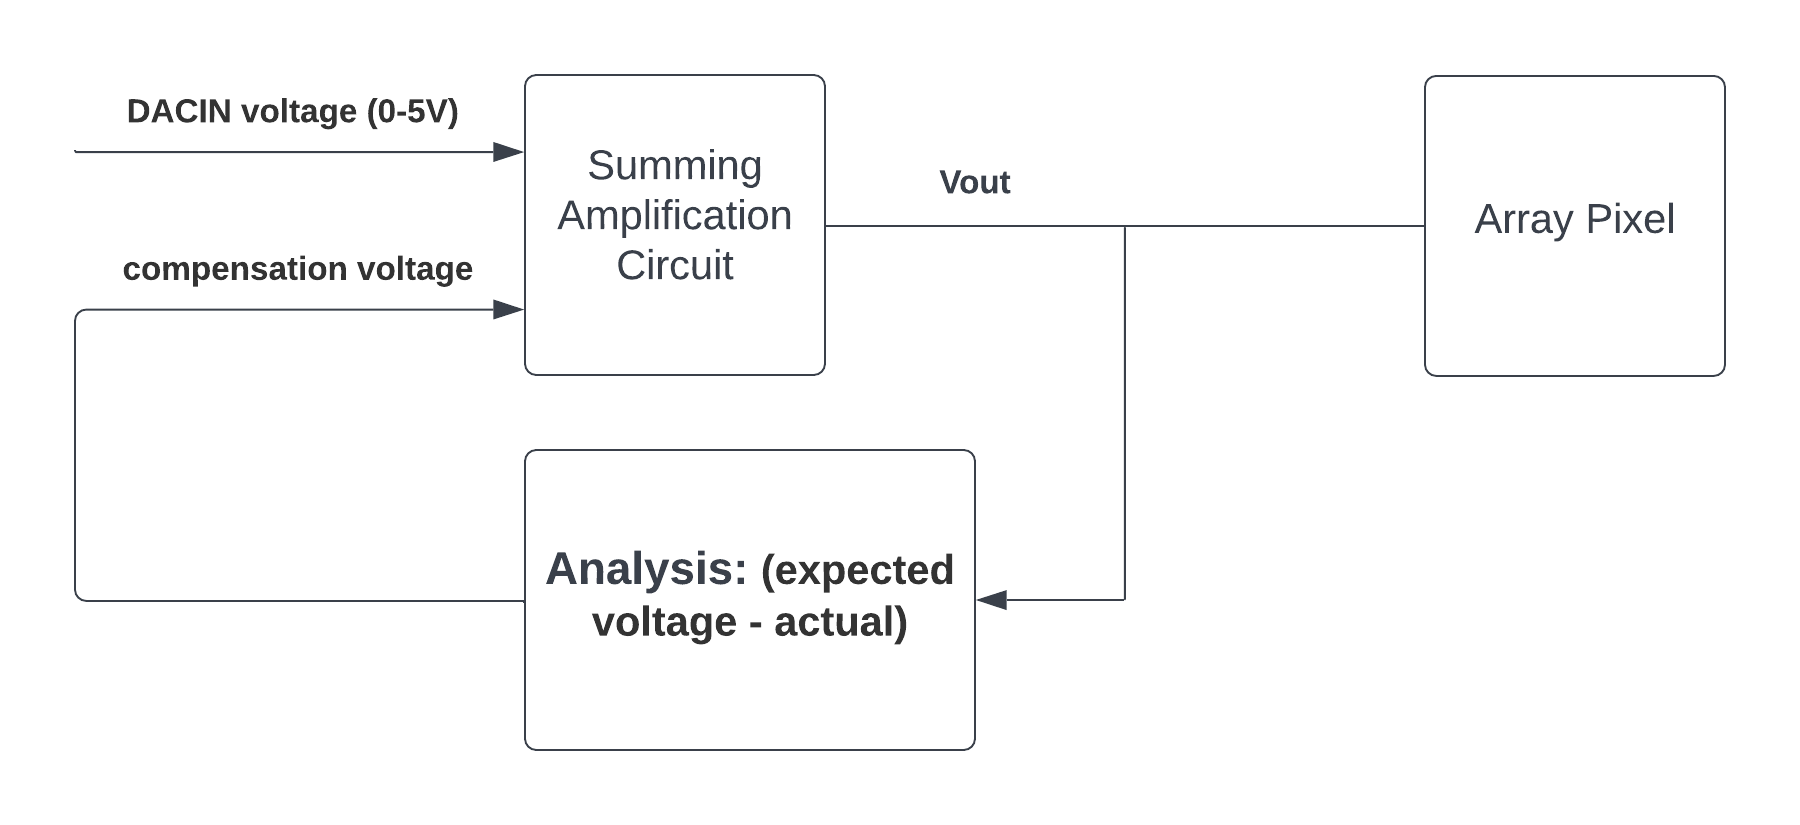 DACIN voltage (0-5V)
Summing
Amplification
Circuit
Vout
Array Pixel
compensation voltage
Analysis: (expected
voltage - actual)